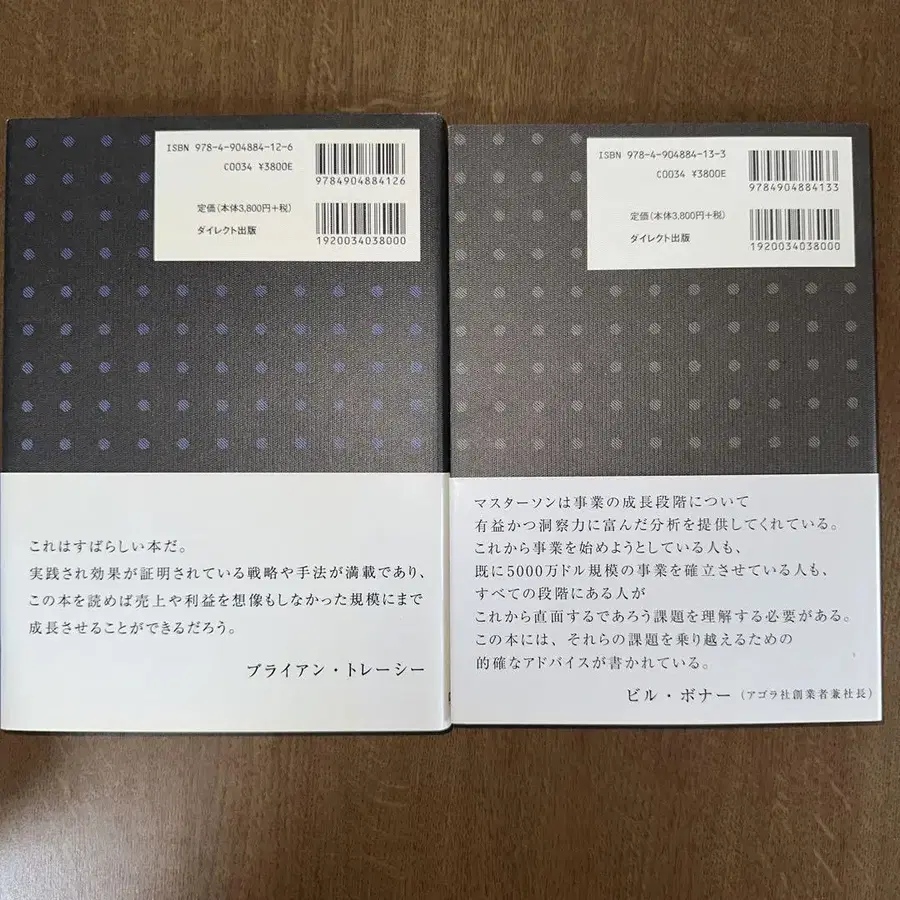 ISBN 978-4-904884-12-6
C0034 ¥3800E
9784904884126
定価(本体3,800円+税)
ダイレクト出版
1920034038000
これはすばらしい本だ。
実践され効果が証明されている戦略や手法が満載であり、
この本を読めば売上や利益を想像もしなかった規模にまで
成長させることができるだろう。
ブライアン・トレーシー
ISBN 978-4-904884-13-3
C0034 ¥3800E
9784904884133
定価(本体3,800円+税)
ダイレクト出版
1920034038000
マスターソンは事業の成長段階について
有益かつ洞察力に富んだ分析を提供してくれている。
これから事業を始めようとしている人も、
既に5000万ドル規模の事業を確立させている人も、
すべての段階にある人が
これから直面するであろう課題を理解する必要がある。
この本には、それらの課題を乗り越えるための
的確なアドバイスが書かれている。
ビル・ボナー(アゴラ社創業者兼社長)